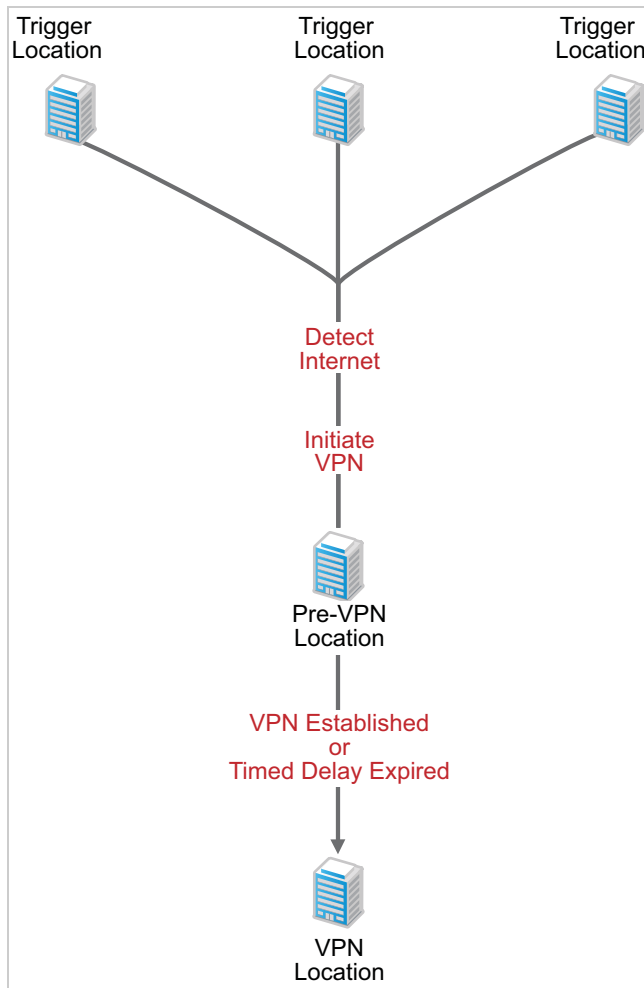 Trigger
Location
Trigger
Location
Trigger
Location
Detect
Internet
Initiate
VPN
Pre-VPN
Location
VPN Established
or
Timed Delay Expired
VPN
Location